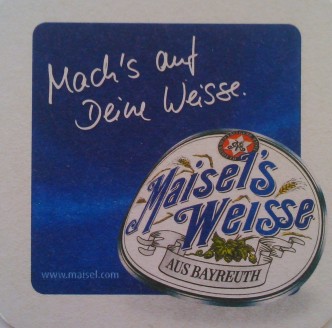 Mach's auf
Deine Weisse.
Maisel's
Weisse
AUS BAYREUTH
www.maisel.com